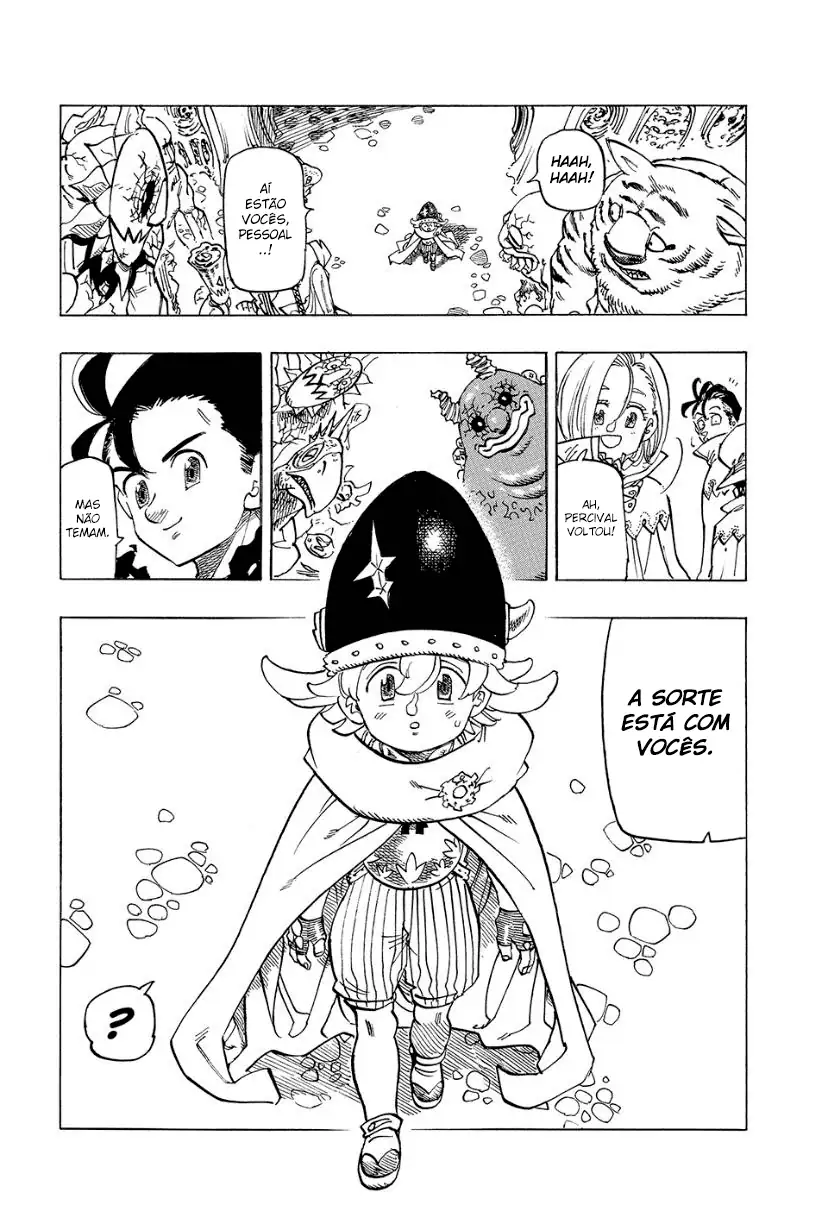 HAAH,
HAAH!
AÍ
ESTÃO
VOCÊS,
PESSOAL
..!
AH,
PERCIVAL
VOLTOU!
MAS
NÃO
TEMAM.
A SORTE
ESTÁ COM
VOCÊS.
?